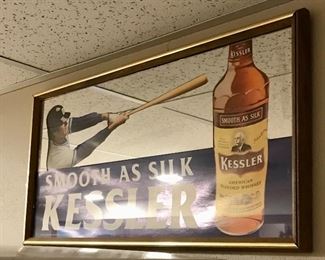 SMOOTH AS SILK
KESSLER
KESSLER
SMOOTH AS SILK
KESSLER
AMERICAN
BLENDED WHISKEY